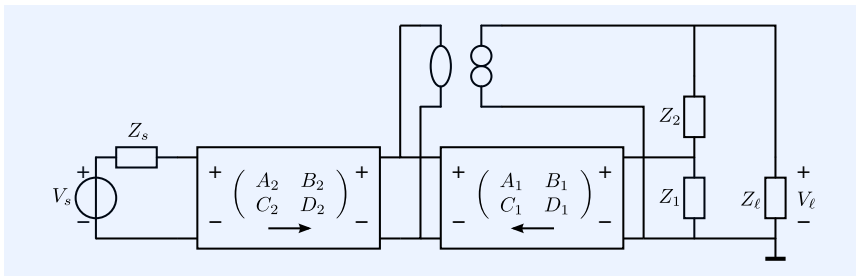 Z_s
V_s
+
−
+ A_2 B_2 +
− C_2 D_2 −
+ A_1 B_1 +
− C_1 D_1 −
Z_2
Z_1
Z_ℓ
+
V_ℓ
−